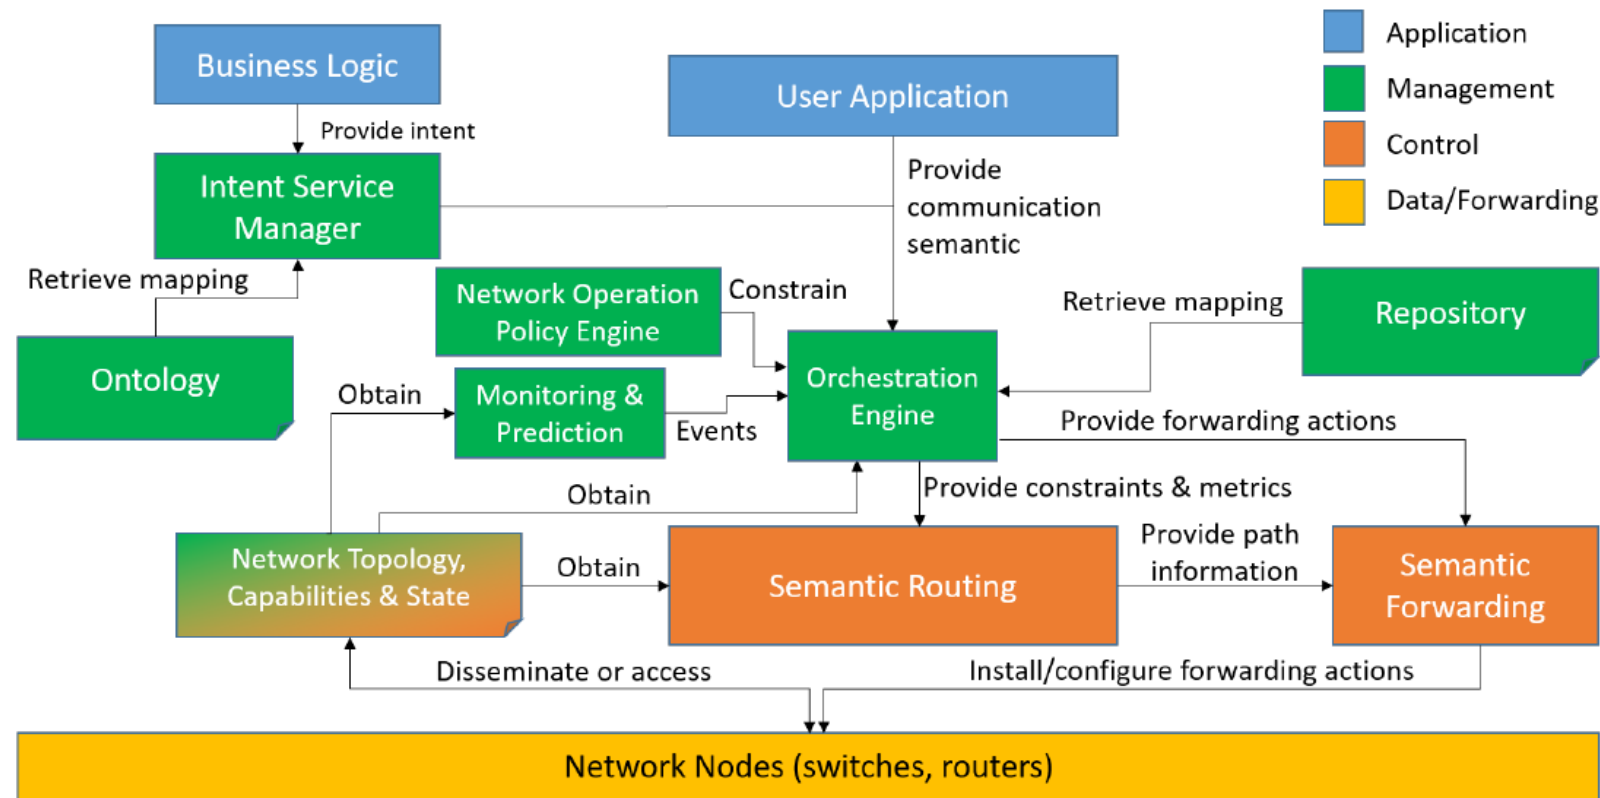 Business Logic
Provide intent
Intent Service
Manager
Retrieve mapping
Ontology
User Application
Provide
communication
semantic
Application
Management
Control
Data/Forwarding
Network Operation
Policy Engine
Constrain
Retrieve mapping
Repository
Obtain
Monitoring &
Prediction
Events
Orchestration
Engine
Provide forwarding actions
Obtain
Provide constraints & metrics
Network Topology,
Capabilities & State
Obtain
Semantic Routing
Provide path
information
Semantic
Forwarding
Disseminate or access
Install/configure forwarding actions
Network Nodes (switches, routers)